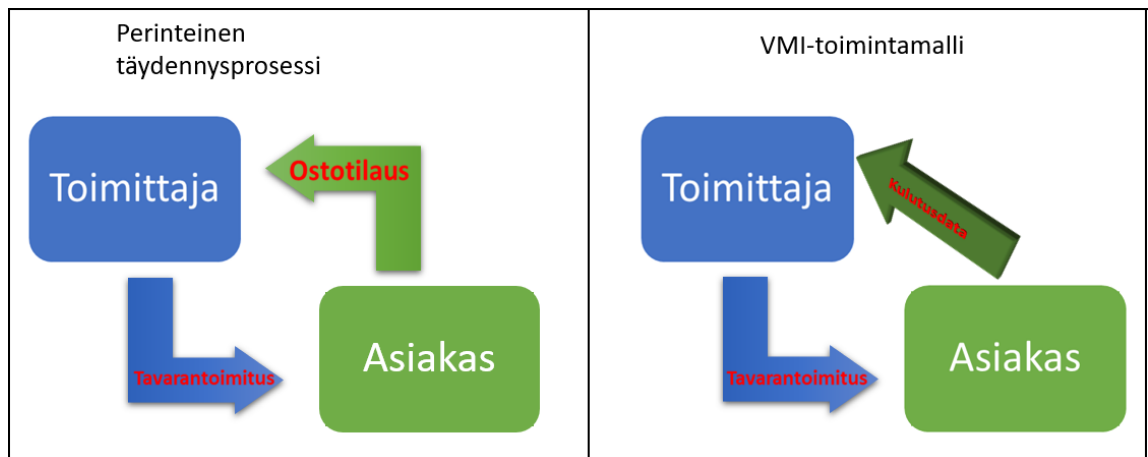 Perinteinen
täydennysprosessi
Toimittaja
Ostotilaus
Tavarantoimitus
Asiakas
VMI-toimintamalli
Toimittaja
Kulutusdata
Tavarantoimitus
Asiakas